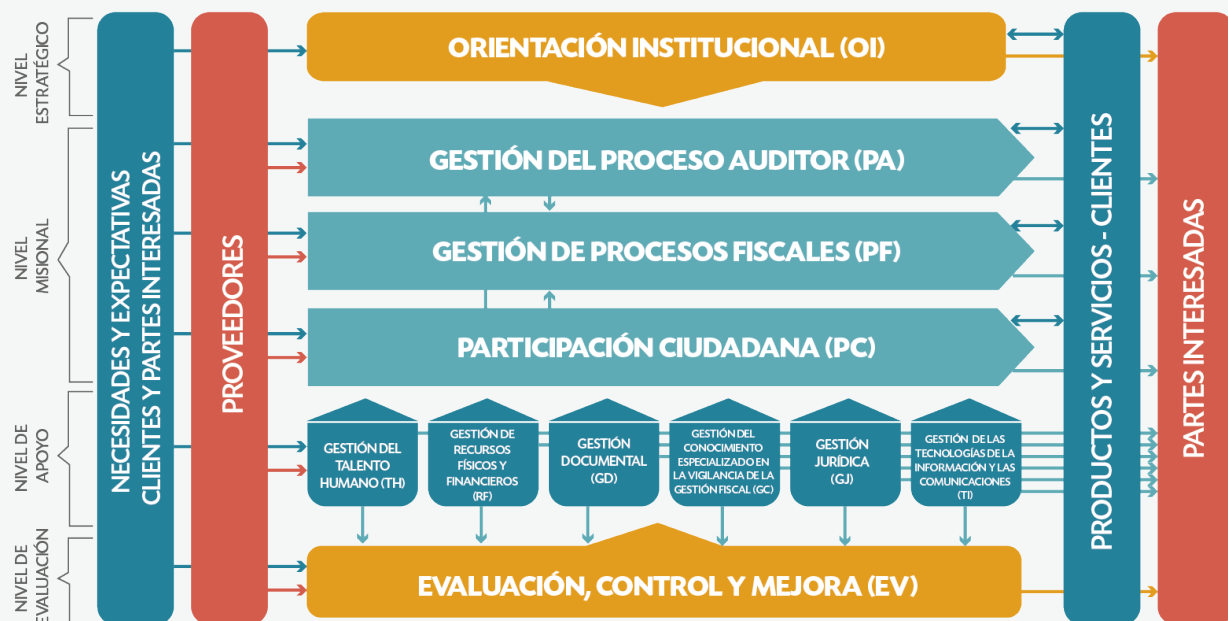 NIVEL
ESTRATÉGICO
NIVEL
MISIONAL
NIVEL DE
APOYO
NIVEL DE
EVALUACIÓN
NECESIDADES Y EXPECTATIVAS
CLIENTES Y PARTES INTERESADAS
PROVEEDORES
ORIENTACIÓN INSTITUCIONAL (OI)
GESTIÓN DEL PROCESO AUDITOR (PA)
GESTIÓN DE PROCESOS FISCALES (PF)
PARTICIPACIÓN CIUDADANA (PC)
GESTIÓN DEL
TALENTO
HUMANO (TH)
GESTIÓN DE
RECURSOS
FÍSICOS Y
FINANCIEROS
(RF)
GESTIÓN
DOCUMENTAL
(GD)
GESTIÓN DEL
CONOCIMIENTO
ESPECIALIZADO EN
LA VIGILANCIA DE LA
GESTIÓN FISCAL (GC)
GESTIÓN
JURÍDICA
(GJ)
GESTIÓN DE LAS
TECNOLOGÍAS DE LA
INFORMACIÓN Y LAS
COMUNICACIONES
(TI)
EVALUACIÓN, CONTROL Y MEJORA (EV)
PRODUCTOS Y SERVICIOS - CLIENTES
PARTES INTERESADAS